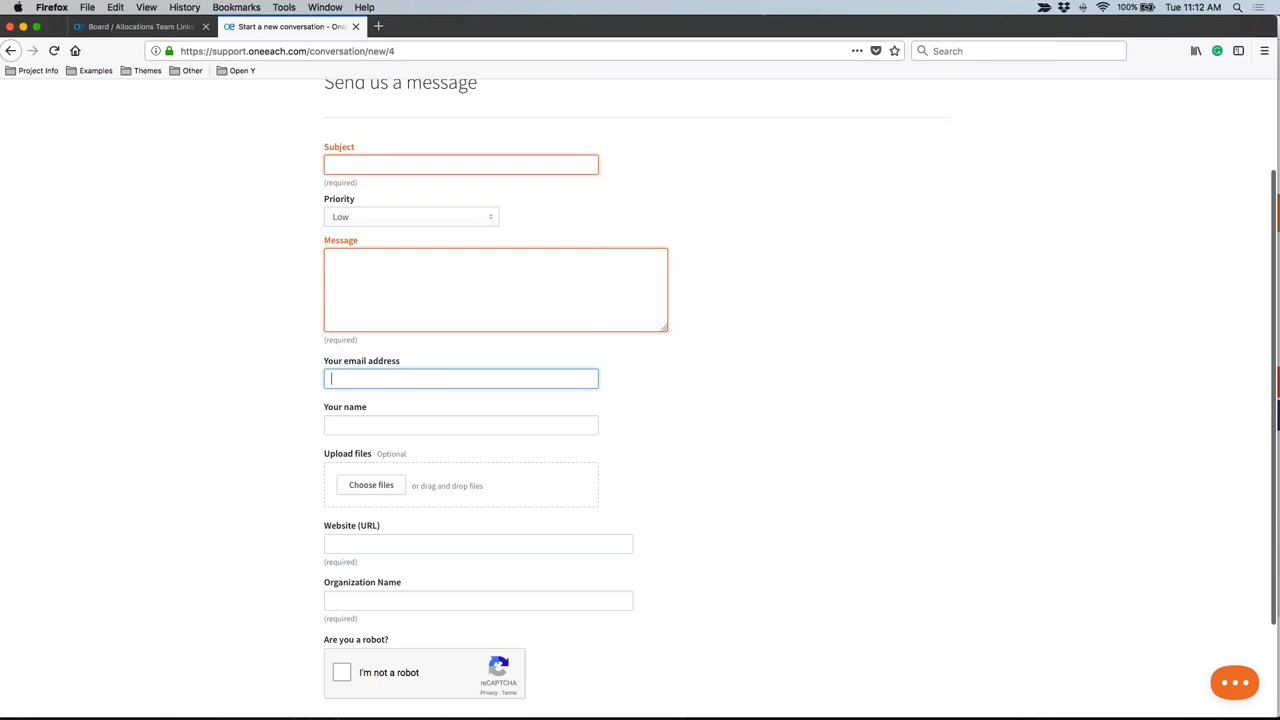 Firefox File Edit View History Bookmarks Tools Window Help 100% Tue 11:12 AM
Board / Allocations Team Links
Start a new conversation - One
https://support.oneeach.com/conversation/new/4
Search
Project Info Examples Themes Other Open Y
Send us a message
Subject
(required)
Priority
Low
Message
(required)
Your email address
Your name
Upload files Optional
Choose files or drag and drop files
Website (URL)
(required)
Organization Name
(required)
Are you a robot?
I'm not a robot
reCAPTCHA
Privacy - Terms